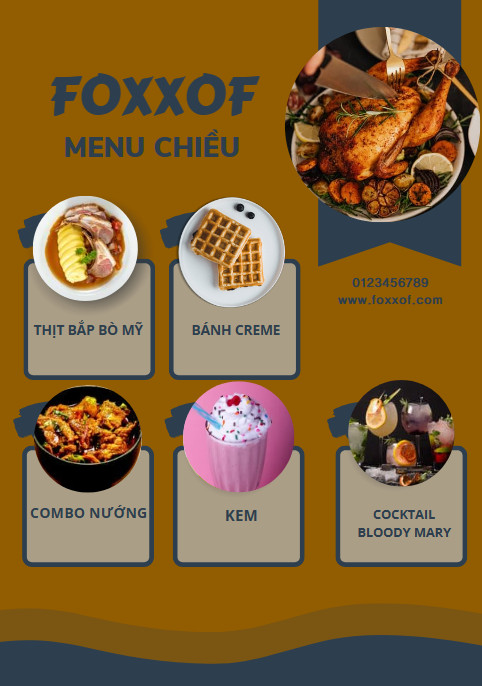 FOXXOF
MENU CHIỀU
0123456789
www.foxxof.com
THỊT BẮP BÒ MỸ
BÁNH CREME
COMBO NƯỚNG
KEM
COCKTAIL
BLOODY MARY